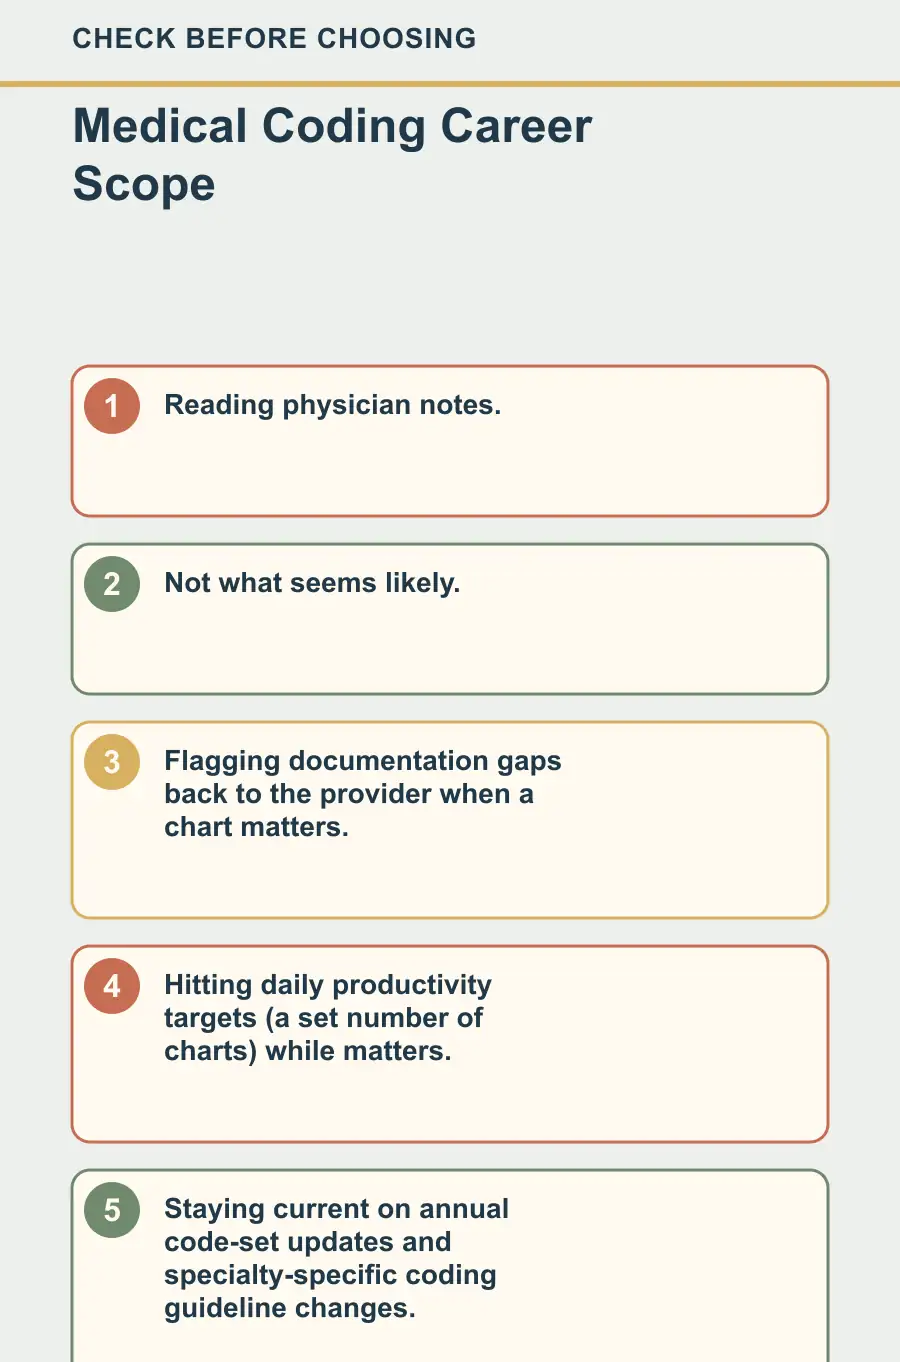 CHECK BEFORE CHOOSING
Medical Coding Career
Scope
1
Reading physician notes.
2
Not what seems likely.
3
Flagging documentation gaps
back to the provider when a
chart matters.
4
Hitting daily productivity
targets (a set number of
charts) while matters.
5
Staying current on annual
code-set updates and
specialty-specific coding
guideline changes.